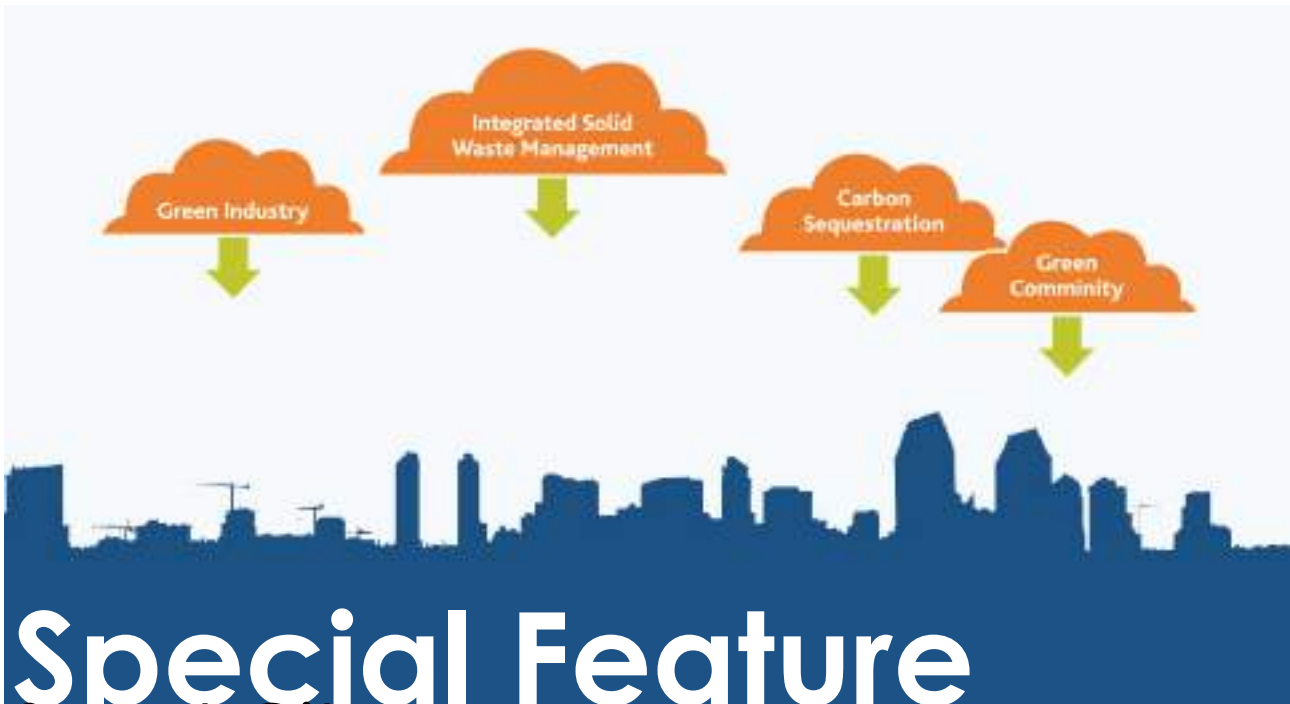 Integrated Solid
Waste Management
Green Industry
Carbon
Sequestration
Green
Comminity
Special Feature